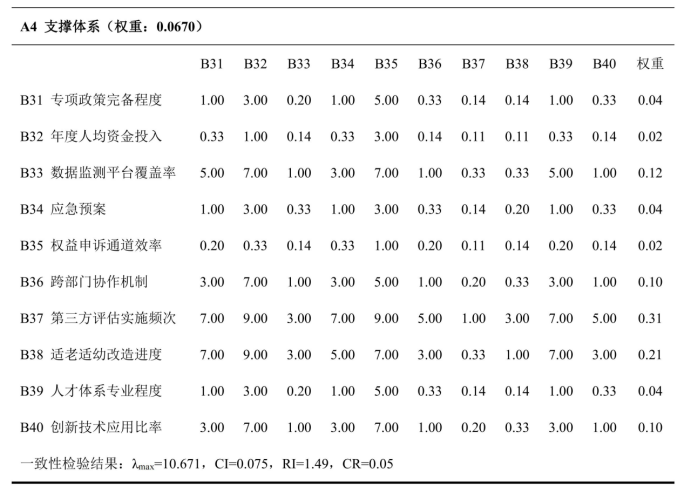 A4 支撑体系（权重：0.0670）
B31 B32 B33 B34 B35 B36 B37 B38 B39 B40 权重
B31 专项政策完备程度 1.00 3.00 0.20 1.00 5.00 0.33 0.14 0.14 1.00 0.33 0.04
B32 年度人均资金投入 0.33 1.00 0.14 0.33 3.00 0.14 0.11 0.11 0.33 0.14 0.02
B33 数据监测平台覆盖率 5.00 7.00 1.00 3.00 7.00 1.00 0.33 0.33 5.00 1.00 0.12
B34 应急预案 1.00 3.00 0.33 1.00 3.00 0.33 0.14 0.20 1.00 0.33 0.04
B35 权益申诉通道效率 0.20 0.33 0.14 0.33 1.00 0.20 0.11 0.14 0.20 0.14 0.02
B36 跨部门协作机制 3.00 7.00 1.00 3.00 5.00 1.00 0.20 0.33 3.00 1.00 0.10
B37 第三方评估实施频次 7.00 9.00 3.00 7.00 9.00 5.00 1.00 3.00 7.00 5.00 0.31
B38 适老适幼改造进度 7.00 9.00 3.00 5.00 7.00 3.00 0.33 1.00 7.00 3.00 0.21
B39 人才体系专业程度 1.00 3.00 0.20 1.00 5.00 0.33 0.14 0.14 1.00 0.33 0.04
B40 创新技术应用比率 3.00 7.00 1.00 3.00 7.00 1.00 0.20 0.33 3.00 1.00 0.10
一致性检验结果：λmax=10.671，CI=0.075，RI=1.49，CR=0.05